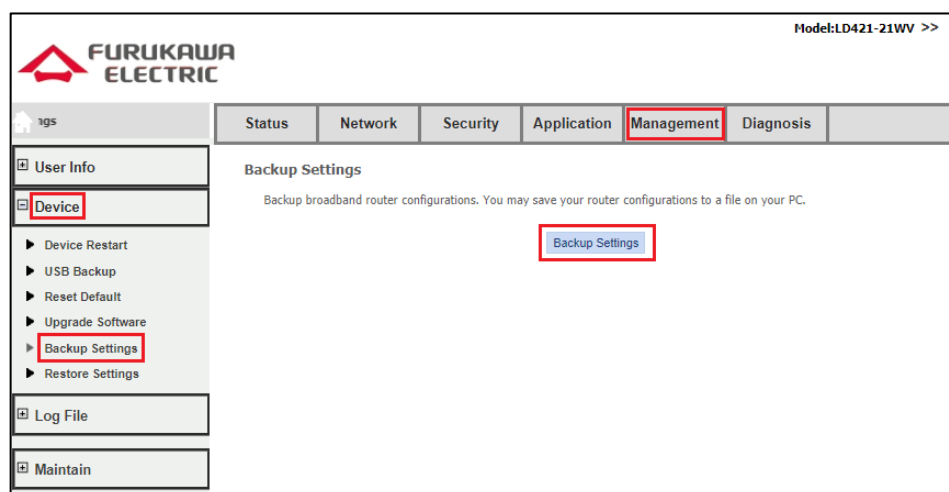 Model:LD421-21WV >>
FURUKAWA
ELECTRIC
ngs
Status Network Security Application Management Diagnosis
User Info
Device
Device Restart
USB Backup
Reset Default
Upgrade Software
Backup Settings
Restore Settings
Log File
Maintain
Backup Settings
Backup broadband router configurations. You may save your router configurations to a file on your PC.
Backup Settings